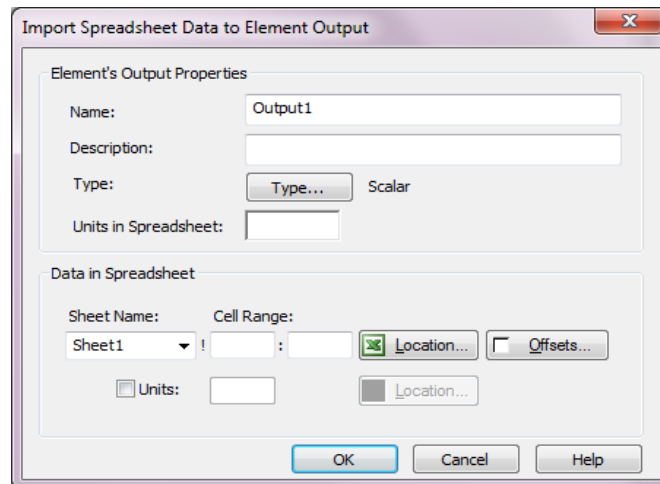 Import Spreadsheet Data to Element Output
Element's Output Properties
Name: Output1
Description:
Type: Type... Scalar
Units in Spreadsheet:
Data in Spreadsheet
Sheet Name: Cell Range:
Sheet1 ! : Location... Offsets...
Units: Location...
OK Cancel Help